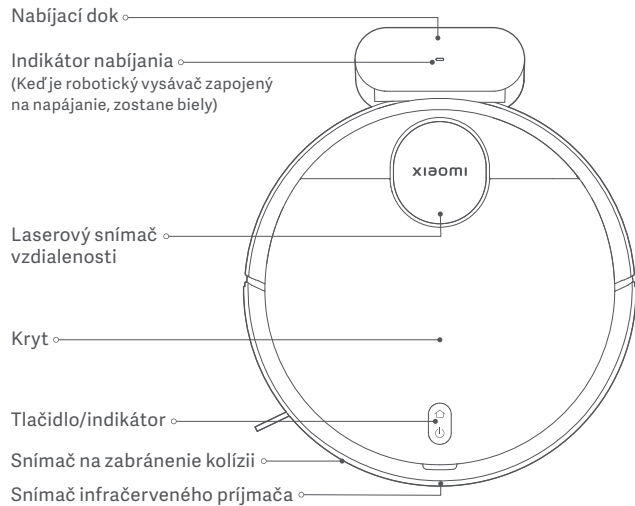 Nabíjací dok
Indikátor nabíjania
(Keď je robotický vysávač zapojený
na napájanie, zostane biely)
xiaomi
Laserový snímač
vzdialenosti
Kryt
Tlačidlo/indikátor
Snímač na zabránenie kolízii
Snímač infračerveného príjmača